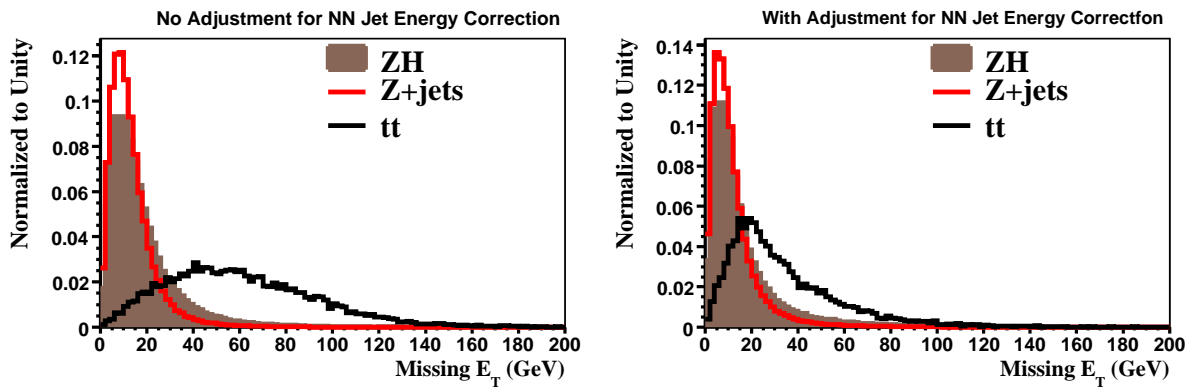 No Adjustment for NN Jet Energy Correction
Normalized to Unity
0.12
0.1
0.08
0.06
0.04
0.02
0
ZH
Z+jets
tt
0 20 40 60 80 100 120 140 160 180 200
Missing E_T (GeV)
With Adjustment for NN Jet Energy Correctfon
Normalized to Unity
0.14
0.12
0.1
0.08
0.06
0.04
0.02
0
ZH
Z+jets
tt
0 20 40 60 80 100 120 140 160 180 200
Missing E_T (GeV)